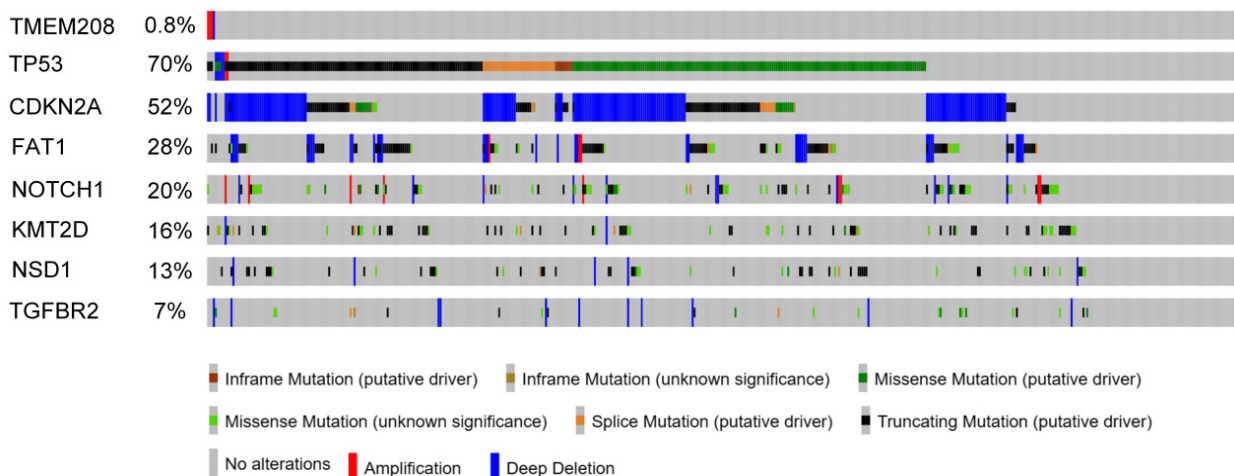 TMEM208 0.8%
TP53 70%
CDKN2A 52%
FAT1 28%
NOTCH1 20%
KMT2D 16%
NSD1 13%
TGFBR2 7%
Inframe Mutation (putative driver) Inframe Mutation (unknown significance) Missense Mutation (putative driver)
Missense Mutation (unknown significance) Splice Mutation (putative driver) Truncating Mutation (putative driver)
No alterations Amplification Deep Deletion